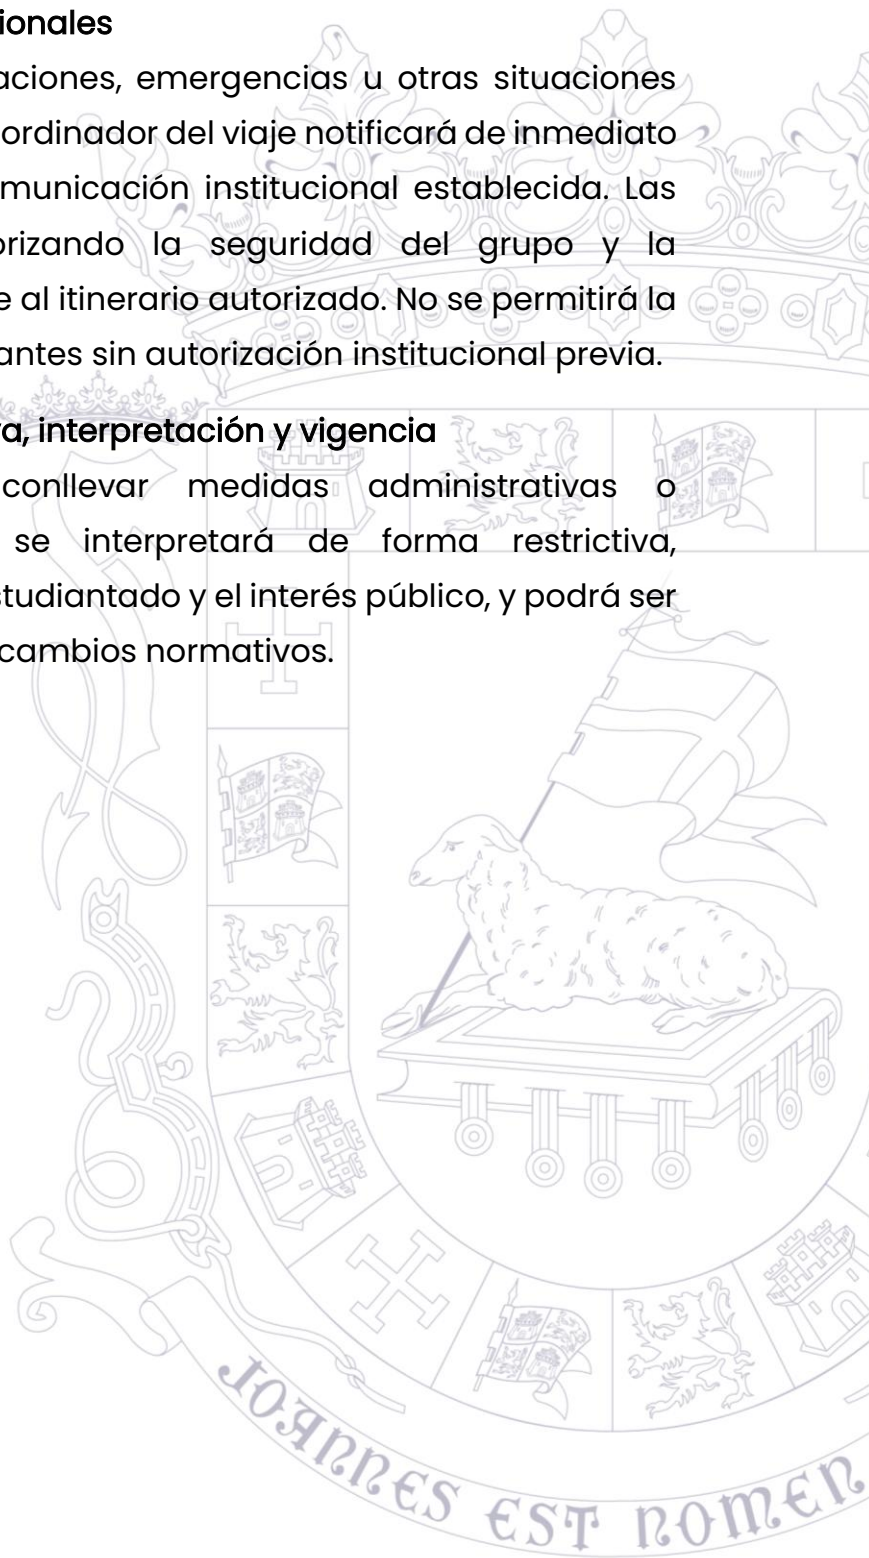 ionales
aciones, emergencias u otras situaciones
ordinador del viaje notificará de inmediato
municación institucional establecida. Las
rizando la seguridad del grupo y la
e al itinerario autorizado. No se permitirá la
antes sin autorización institucional previa.
a, interpretación y vigencia
conllevar medidas administrativas o
se interpretará de forma restrictiva,
studiantado y el interés público, y podrá ser
cambios normativos.
JOANNES EST NOMEN